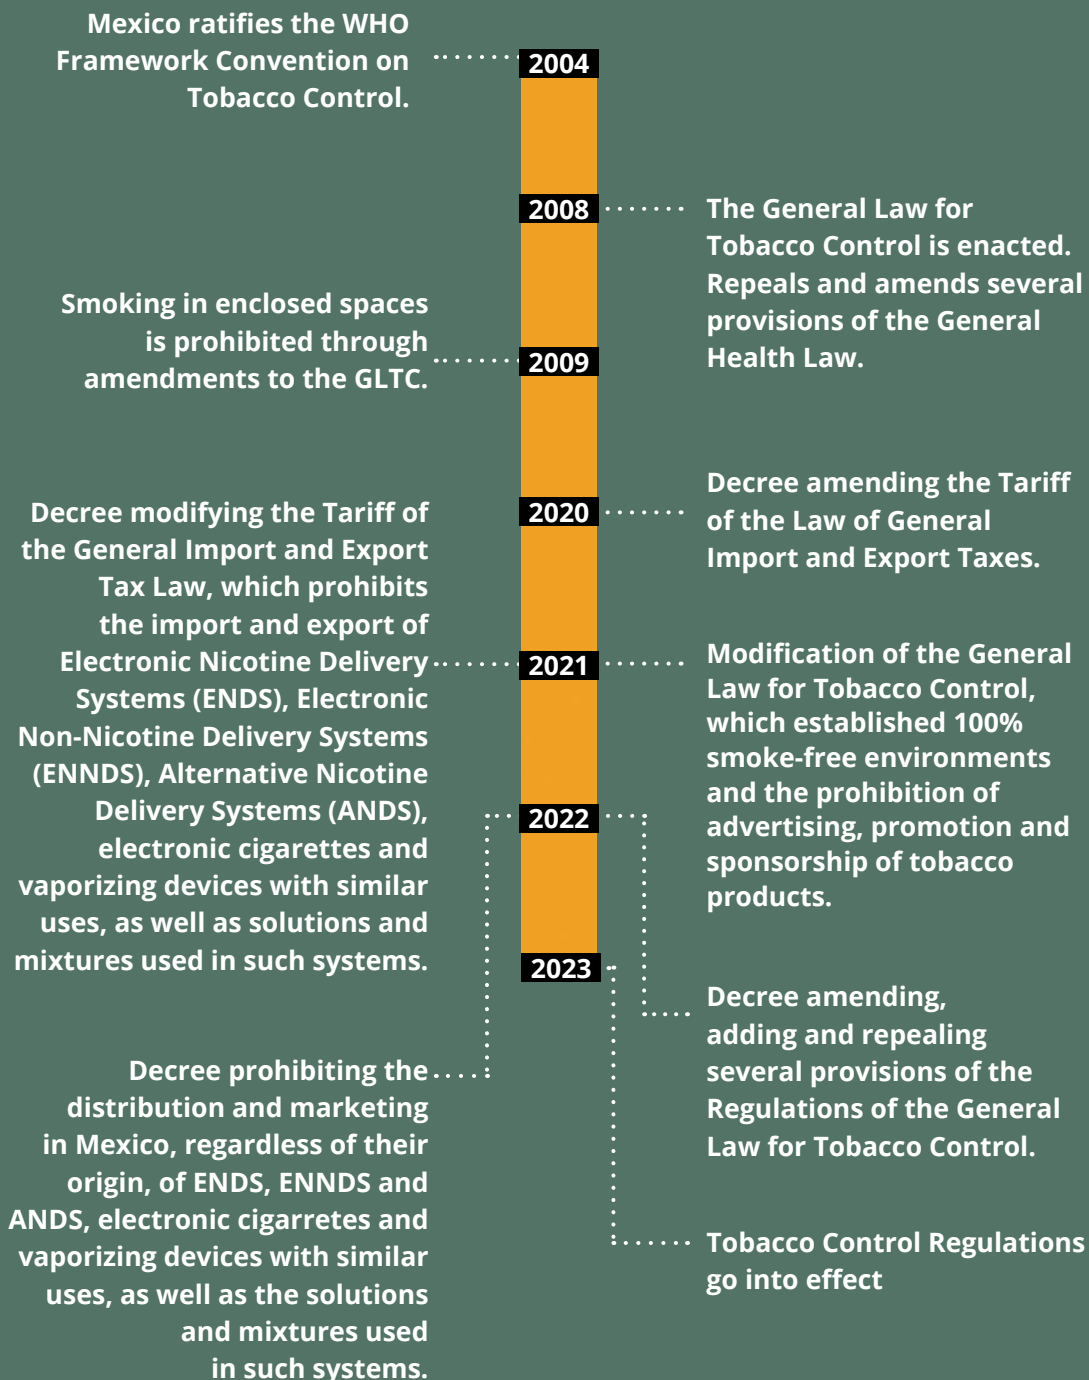 Mexico ratifies the WHO
Framework Convention on
Tobacco Control.
2004
2008
The General Law for
Tobacco Control is enacted.
Repeals and amends several
provisions of the General
Health Law.
Smoking in enclosed spaces
is prohibited through
amendments to the GLTC.
2009
2020
Decree amending the Tariff
of the Law of General
Import and Export Taxes.
Decree modifying the Tariff of
the General Import and Export
Tax Law, which prohibits
the import and export of
Electronic Nicotine Delivery
Systems (ENDS), Electronic
Non-Nicotine Delivery Systems
(ENNDS), Alternative Nicotine
Delivery Systems (ANDS),
electronic cigarettes and
vaporizing devices with similar
uses, as well as solutions and
mixtures used in such systems.
2021
Modification of the General
Law for Tobacco Control,
which established 100%
smoke-free environments
and the prohibition of
advertising, promotion and
sponsorship of tobacco
products.
2022
Decree prohibiting the
distribution and marketing
in Mexico, regardless of their
origin, of ENDS, ENNDS and
ANDS, electronic cigarretes and
vaporizing devices with similar
uses, as well as the solutions
and mixtures used
in such systems.
Decree amending,
adding and repealing
several provisions of the
Regulations of the General
Law for Tobacco Control.
2023
Tobacco Control Regulations
go into effect